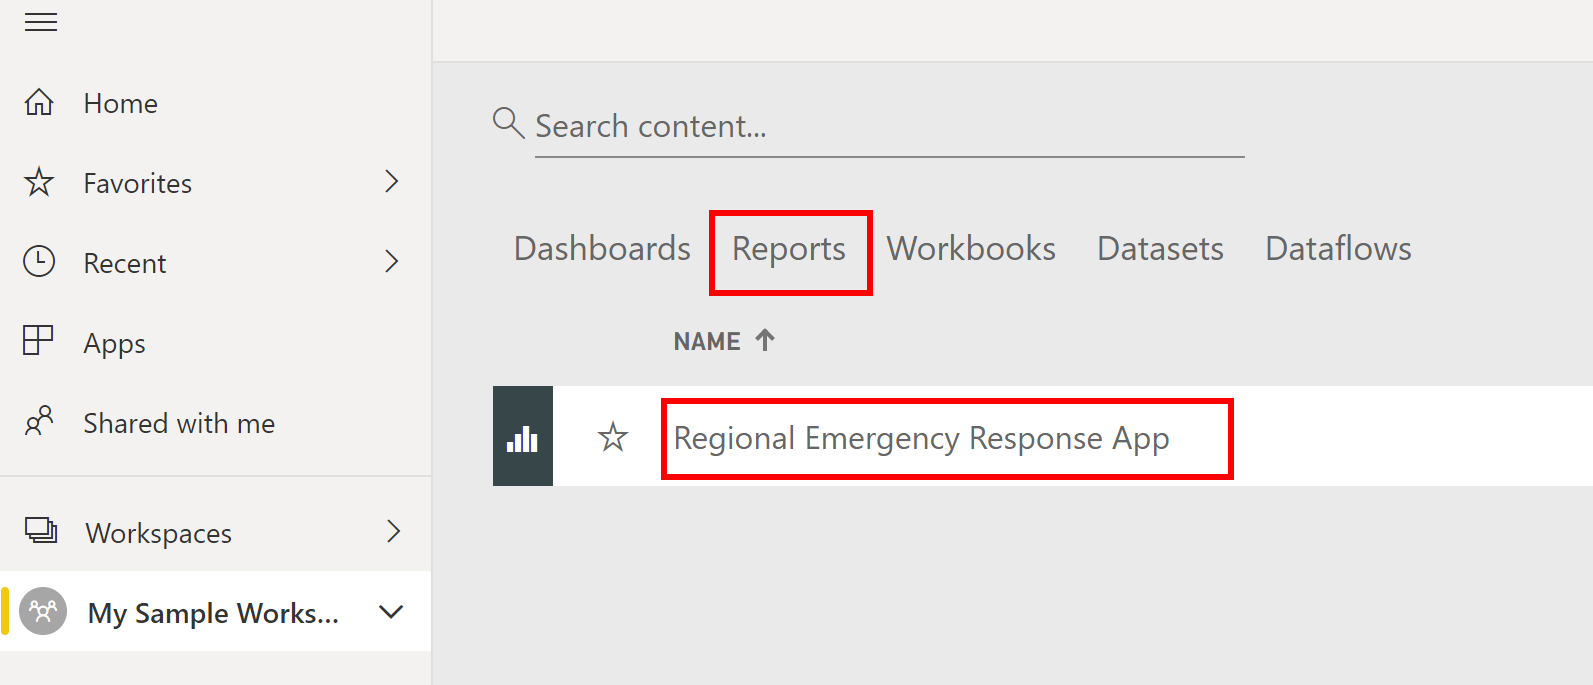 Home
Favorites
Recent
Apps
Shared with me
Workspaces
My Sample Works...
Search content...
Dashboards Reports Workbooks Datasets Dataflows
NAME
Regional Emergency Response App